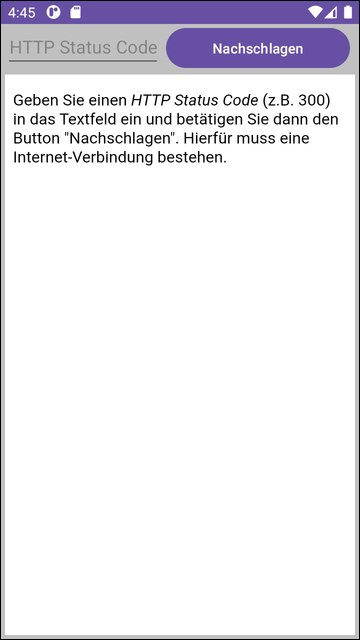 4:45
HTTP Status Code
Nachschlagen
Geben Sie einen HTTP Status Code (z.B. 300)
in das Textfeld ein und betätigen Sie dann den
Button "Nachschlagen". Hierfür muss eine
Internet-Verbindung bestehen.